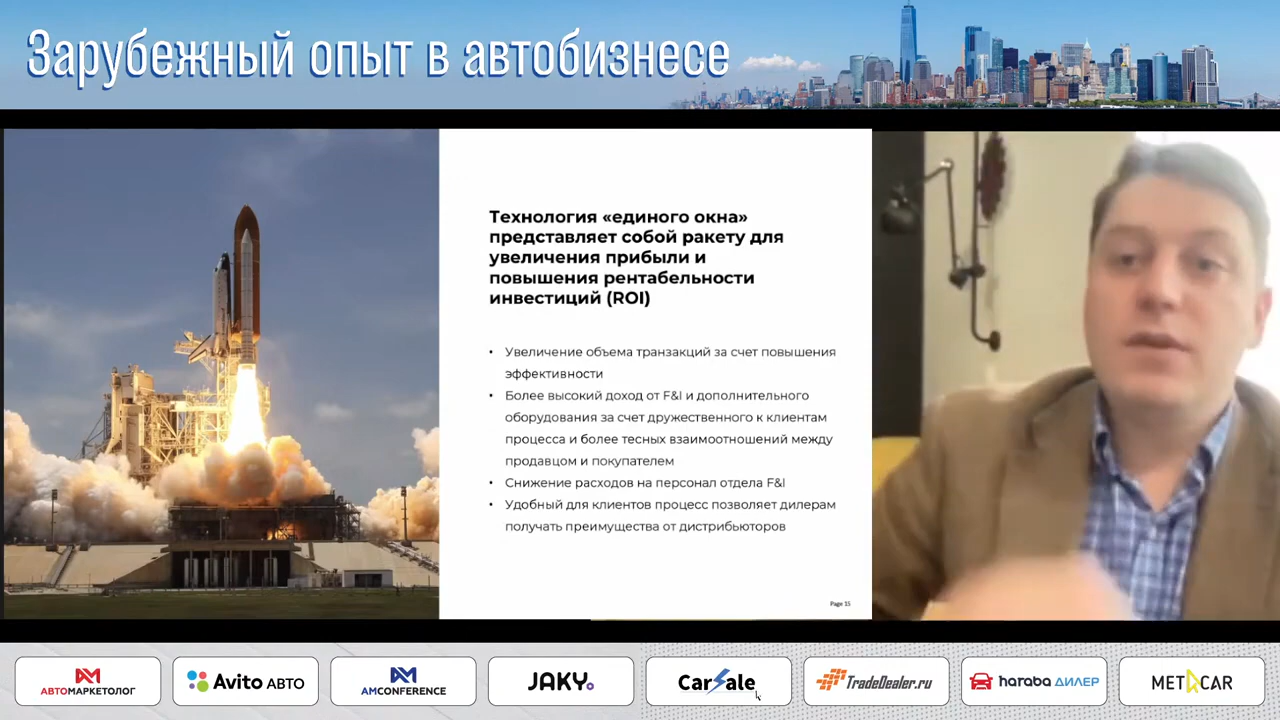 Зарубежный опыт в автобизнесе
Технология «единого окна»
представляет собой ракету для
увеличения прибыли и
повышения рентабельности
инвестиций (ROI)
• Увеличение объема транзакций за счет повышения
эффективности
• Более высокий доход от F&I и дополнительного
оборудования за счет дружественного к клиентам
процесса и более тесных взаимоотношений между
продавцом и покупателем
• Снижение расходов на персонал отдела F&I
• Удобный для клиентов процесс позволяет дилерам
получать преимущества от дистрибьюторов
Page 15
АВТОМАРКЕТОЛОГ
Avito АВТО
AMCONFERENCE
JAKY
CarSale
TradeDealer.ru
haraba ДИЛЕР
METACAR